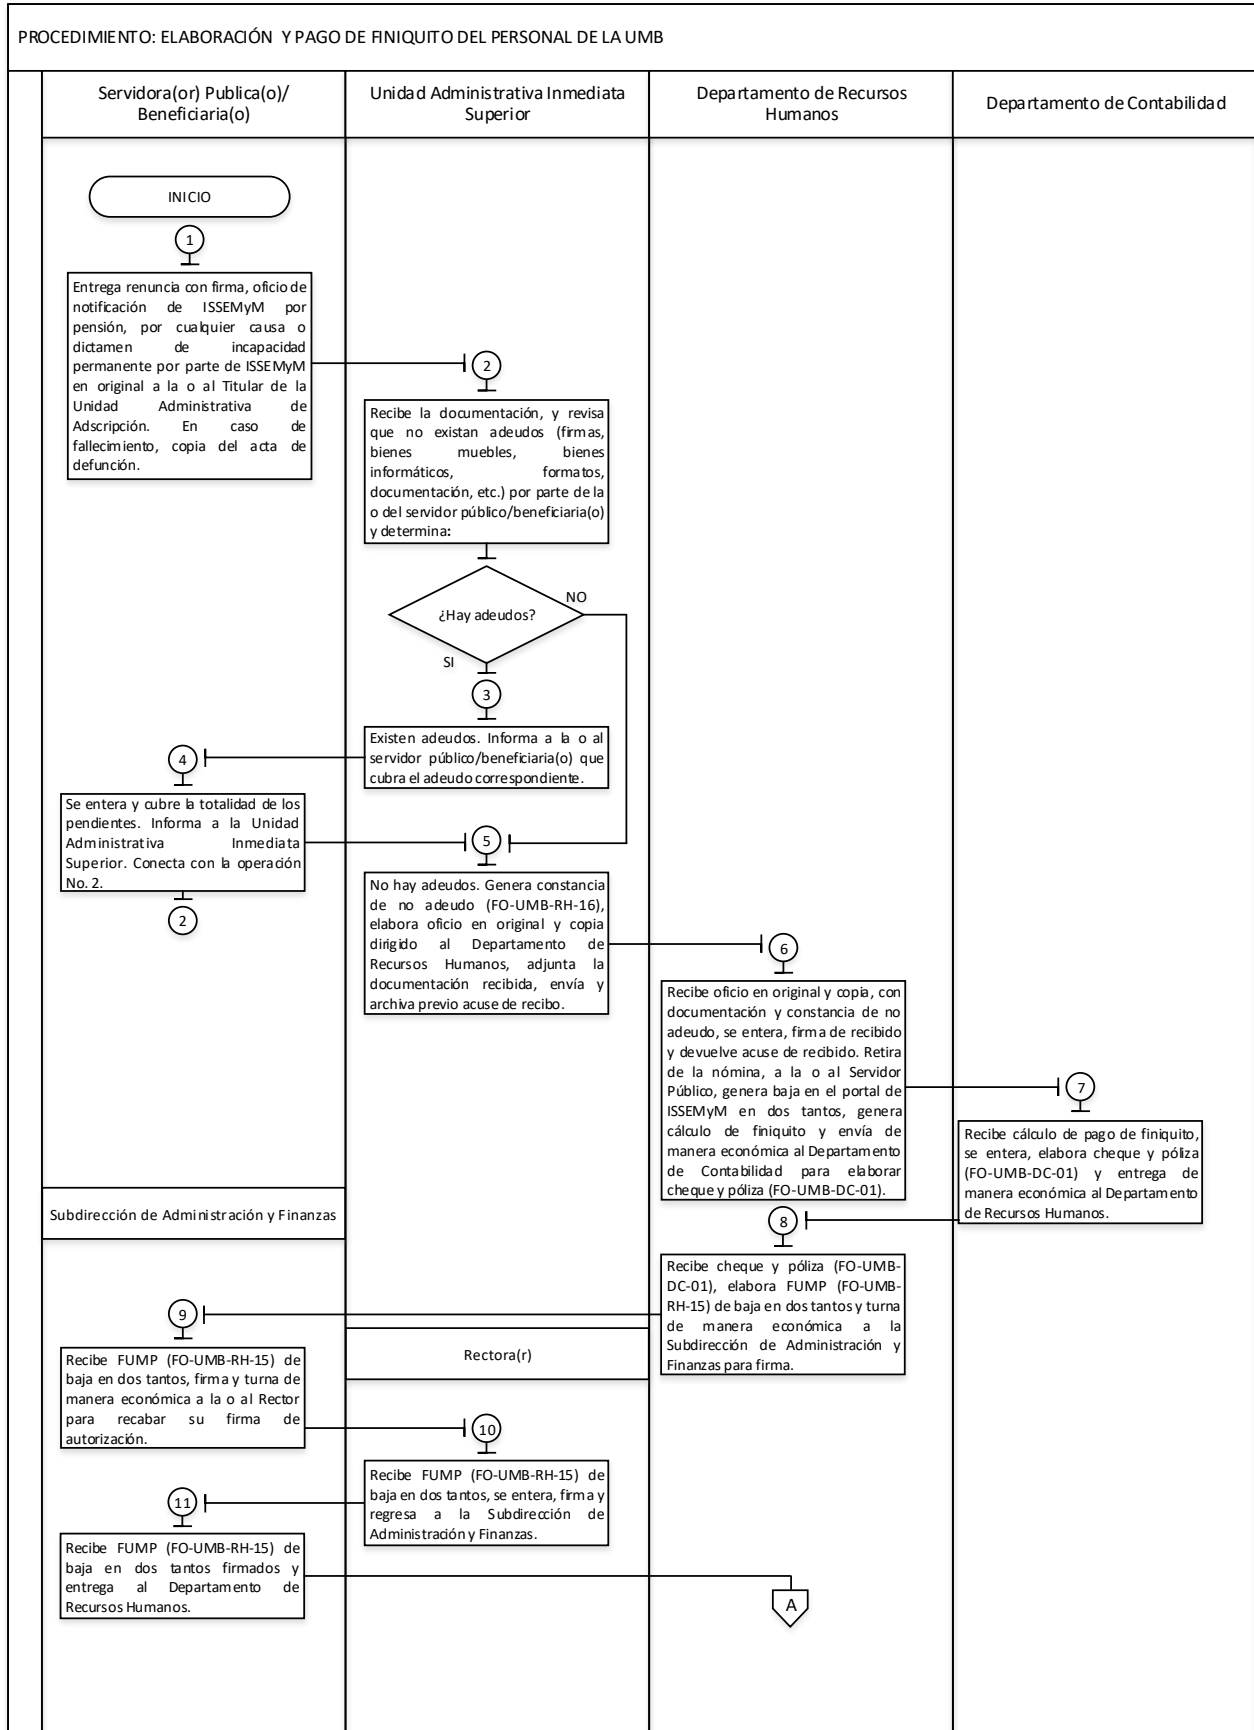 PROCEDIMIENTO: ELABORACIÓN Y PAGO DE FINIQUITO DEL PERSONAL DE LA UMB
Servidora(or) Publica(o)/
Beneficiaria(o)
Unidad Administrativa Inmediata
Superior
Departamento de Recursos
Humanos
Departamento de Contabilidad
INICIO
1
Entrega renuncia con firma, oficio de
notificación de ISSEMyM por
pensión, por cualquier causa o
dictamen de incapacidad
permanente por parte de ISSEMyM
en original a la o al Titular de la
Unidad Administrativa de
Adscripción. En caso de
fallecimiento, copia del acta de
defunción.
2
Recibe la documentación, y revisa
que no existan adeudos (firmas,
bienes muebles, bienes
informáticos, formatos,
documentación, etc.) por parte de la
o del servidor público/beneficiaria(o)
y determina:
¿Hay adeudos?
NO
SI
3
Existen adeudos. Informa a la o al
servidor público/beneficiaria(o) que
cubra el adeudo correspondiente.
4
Se entera y cubre la totalidad de los
pendientes. Informa a la Unidad
Administrativa Inmediata
Superior. Conecta con la operación
No. 2.
2
5
No hay adeudos. Genera constancia
de no adeudo (FO-UMB-RH-16),
elabora oficio en original y copia
dirigido al Departamento de
Recursos Humanos, adjunta la
documentación recibida, envía y
archiva previo acuse de recibo.
6
Recibe oficio en original y copia, con
documentación y constancia de no
adeudo, se entera, firma de recibido
y devuelve acuse de recibido. Retira
de la nómina, a la o al Servidor
Público, genera baja en el portal de
ISSEMyM en dos tantos, genera
cálculo de finiquito y envía de
manera económica al Departamento
de Contabilidad para elaborar
cheque y póliza (FO-UMB-DC-01).
7
Recibe cálculo de pago de finiquito,
se entera, elabora cheque y póliza
(FO-UMB-DC-01) y entrega de
manera económica al Departamento
de Recursos Humanos.
Subdirección de Administración y Finanzas
8
Recibe cheque y póliza (FO-UMB-
DC-01), elabora FUMP (FO-UMB-
RH-15) de baja en dos tantos y turna
de manera económica a la
Subdirección de Administración y
Finanzas para firma.
9
Recibe FUMP (FO-UMB-RH-15) de
baja en dos tantos, firma y turna de
manera económica a la o al Rector
para recabar su firma de
autorización.
Rectora(r)
10
Recibe FUMP (FO-UMB-RH-15) de
baja en dos tantos, se entera, firma y
regresa a la Subdirección de
Administración y Finanzas.
11
Recibe FUMP (FO-UMB-RH-15) de
baja en dos tantos firmados y
entrega al Departamento de
Recursos Humanos.
A